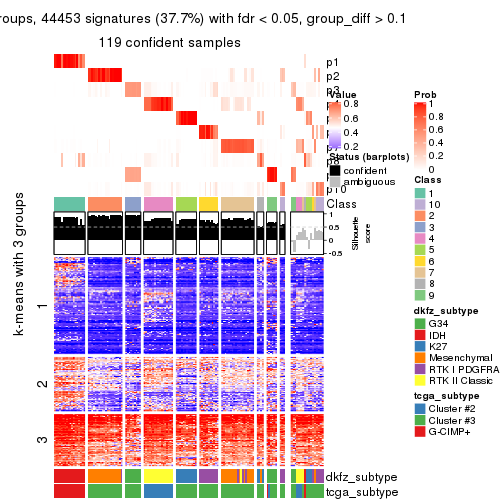 roups, 44453 signatures (37.7%) with fdr < 0.05, group_diff > 0.1
119 confident samples
p1
p2
Value
0.8
0.6
0.4
0.2
Status (barplots)
confident
ambiguous
Class
1
0.5
0
-0.5
Silhouette
score
k-means with 3 groups
1
2
3
dkfz_subtype
tcga_subtype
Prob
1
0.8
0.6
0.4
0.2
0
Class
1
10
2
3
4
5
6
7
8
9
dkfz_subtype
G34
IDH
K27
Mesenchymal
RTK I PDGFRA
RTK II Classic
tcga_subtype
Cluster #2
Cluster #3
G-CIMP+